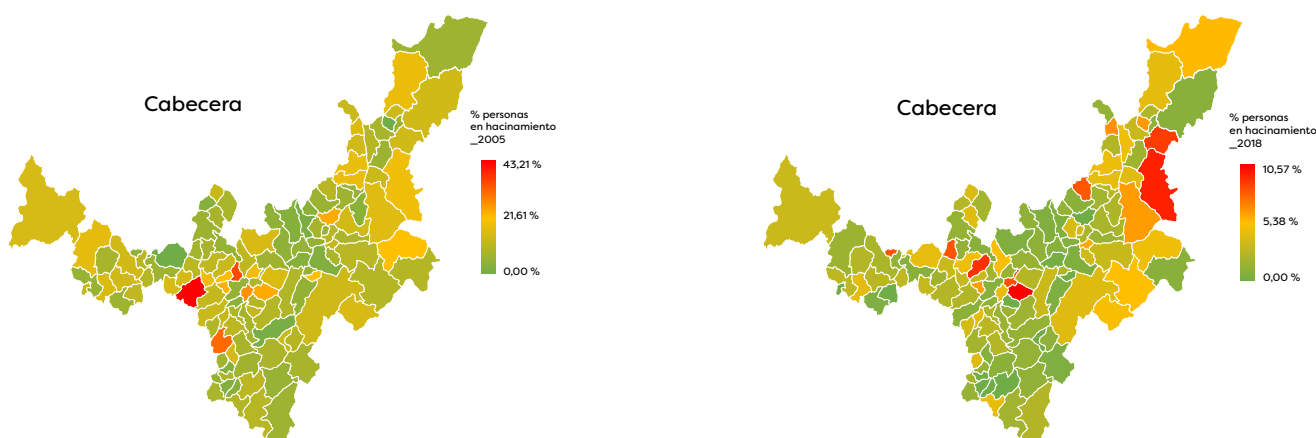 Cabecera
% personas
en hacinamiento
_2005
43,21 %
21,61 %
0,00 %
Cabecera
% personas
en hacinamiento
_2018
10,57 %
5,38 %
0,00 %